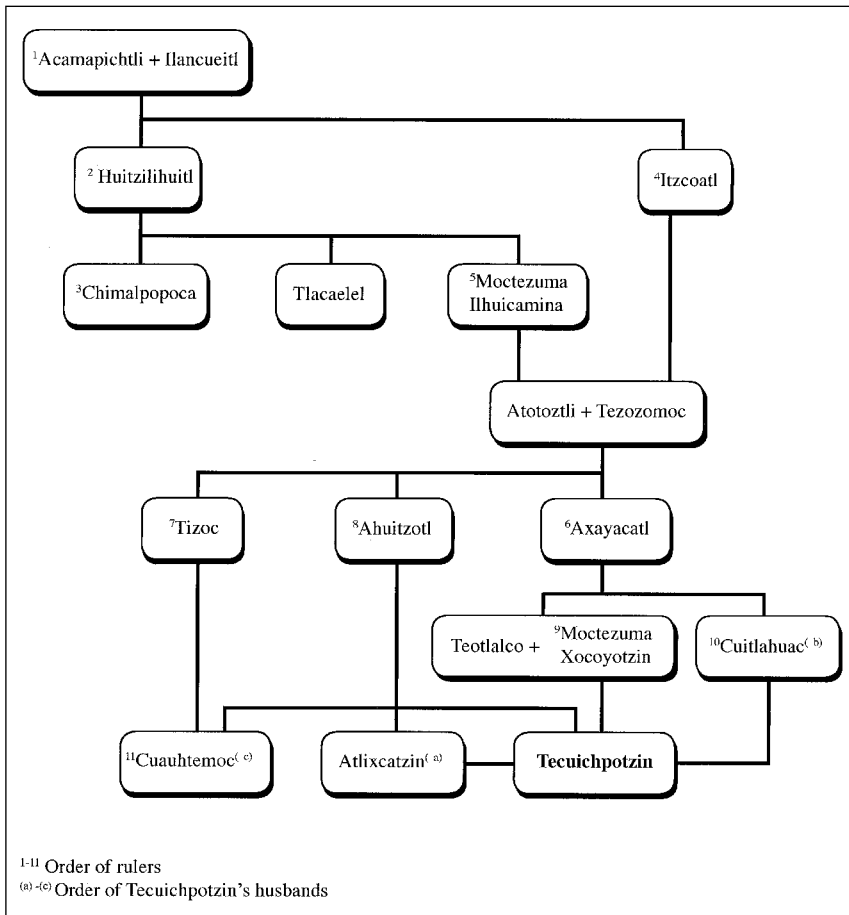 ¹Acamapichtli + Ilancueitl
² Huitzilihuitl
⁴Itzcoatl
³Chimalpopoca
Tlacaelel
⁵Moctezuma
Ilhuicamina
Atotoztli + Tezozomoc
⁷Tizoc
⁸Ahuitzotl
⁶Axayacatl
Teotlalco + ⁹Moctezuma
Xocoyotzin
¹⁰Cuitlahuac⁽ ᵇ⁾
¹¹Cuauhtemoc⁽ ᶜ⁾
Atlixcatzin⁽ ᵃ⁾
Tecuichpotzin
¹⁻¹¹ Order of rulers
⁽ᵃ⁾ -⁽ᶜ⁾ Order of Tecuichpotzin's husbands